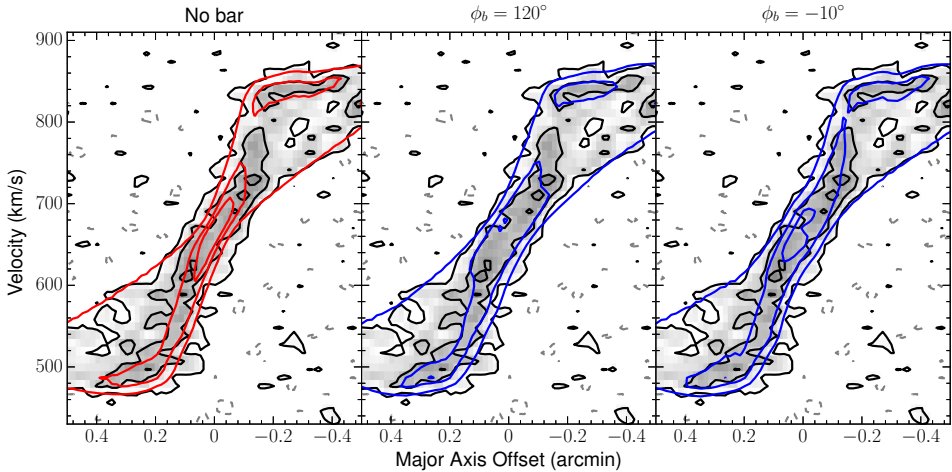 No bar
ϕ_b = 120°
ϕ_b = −10°
900
800
700
600
500
Velocity (km/s)
0.4 0.2 0 −0.2 −0.4
0.4 0.2 0 −0.2 −0.4
0.4 0.2 0 −0.2 −0.4
Major Axis Offset (arcmin)